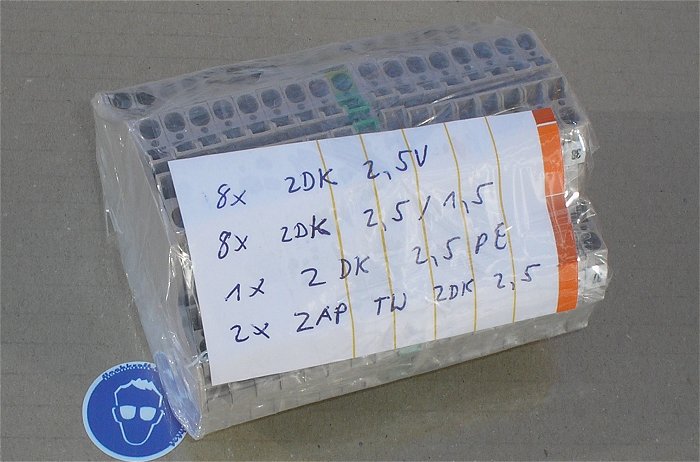 8x 2DK 2,5V
8x 2DK 2,5/1,5
1x 2DK 2,5 PE
2x ZAP TW 2DK 2,5